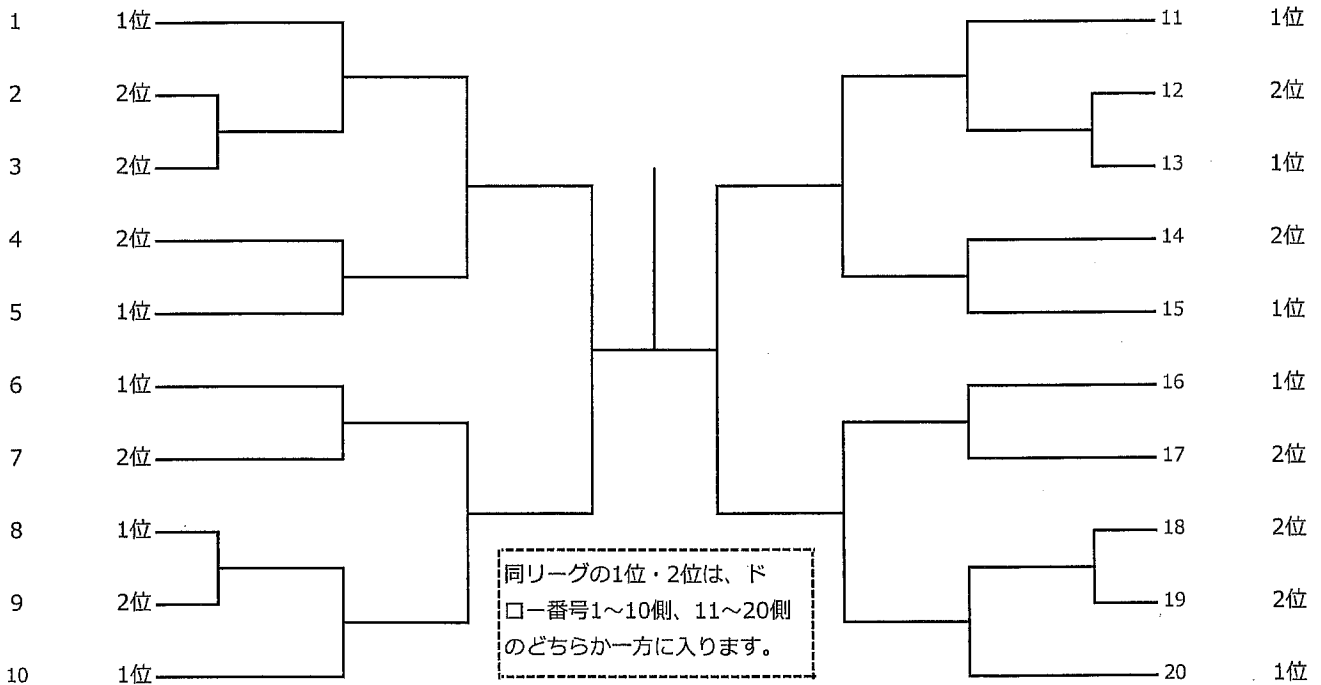 1 1位
2 2位
3 2位
4 2位
5 1位
6 1位
7 2位
8 1位
9 2位
10 1位
11 1位
12 2位
13 1位
14 2位
15 1位
16 1位
17 2位
18 2位
19 2位
20 1位
同リーグの1位・2位は、ド
ロー番号1～10側、11～20側
のどちらか一方に入ります。